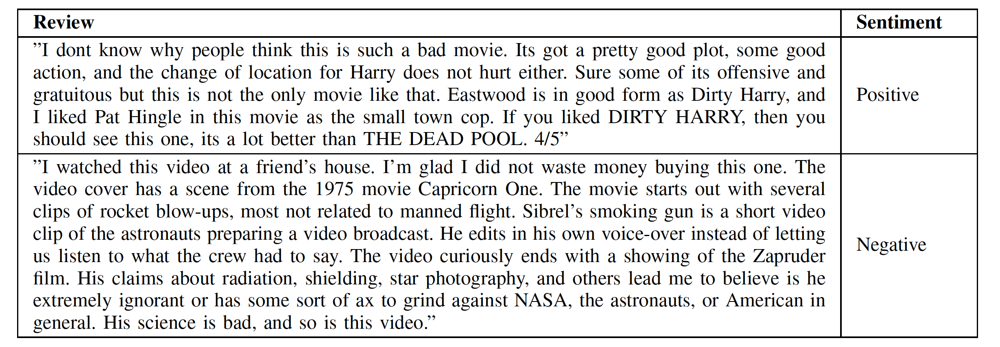 Review Sentiment
”I dont know why people think this is such a bad movie. Its got a pretty good plot, some good
action, and the change of location for Harry does not hurt either. Sure some of its offensive and
gratuitous but this is not the only movie like that. Eastwood is in good form as Dirty Harry, and
I liked Pat Hingle in this movie as the small town cop. If you liked DIRTY HARRY, then you
should see this one, its a lot better than THE DEAD POOL. 4/5”
Positive
”I watched this video at a friend’s house. I’m glad I did not waste money buying this one. The
video cover has a scene from the 1975 movie Capricorn One. The movie starts out with several
clips of rocket blow-ups, most not related to manned flight. Sibrel’s smoking gun is a short video
clip of the astronauts preparing a video broadcast. He edits in his own voice-over instead of letting
us listen to what the crew had to say. The video curiously ends with a showing of the Zapruder
film. His claims about radiation, shielding, star photography, and others lead me to believe is he
extremely ignorant or has some sort of ax to grind against NASA, the astronauts, or American in
general. His science is bad, and so is this video.”
Negative